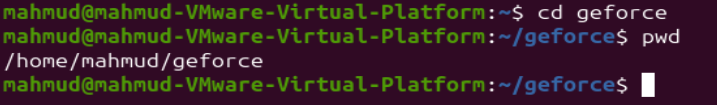 mahmud@mahmud-VMware-Virtual-Platform:~$ cd geforce
mahmud@mahmud-VMware-Virtual-Platform:~/geforce$ pwd
/home/mahmud/geforce
mahmud@mahmud-VMware-Virtual-Platform:~/geforce$